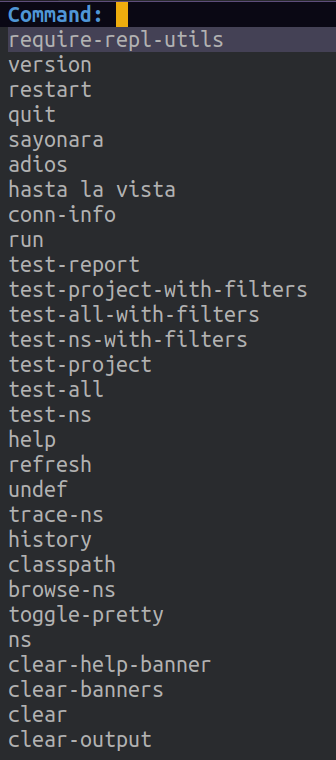 Command:
require-repl-utils
version
restart
quit
sayonara
adios
hasta la vista
conn-info
run
test-report
test-project-with-filters
test-all-with-filters
test-ns-with-filters
test-project
test-all
test-ns
help
refresh
undef
trace-ns
history
classpath
browse-ns
toggle-pretty
ns
clear-help-banner
clear-banners
clear
clear-output